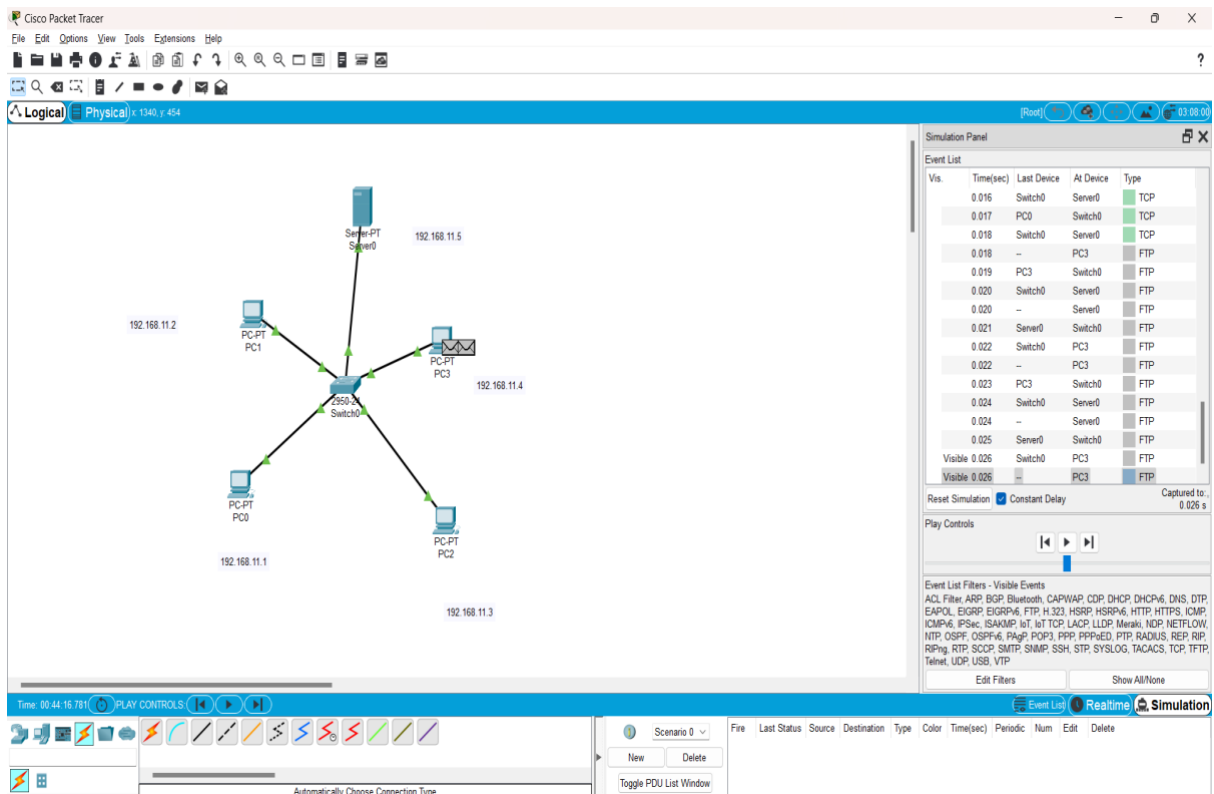 Cisco Packet Tracer
File Edit Options View Tools Extensions Help
?
Logical Physical x: 1340, y: 454 [Root] 03:08:00
Server-PT
Server0
192.168.11.5
192.168.11.2
PC-PT
PC1
PC-PT
PC3
192.168.11.4
2950-24
Switch0
PC-PT
PC0
192.168.11.1
PC-PT
PC2
192.168.11.3
Simulation Panel
Event List
Vis. Time(sec) Last Device At Device Type
0.016 Switch0 Server0 TCP
0.017 PC0 Switch0 TCP
0.018 Switch0 Server0 TCP
0.018 -- PC3 FTP
0.019 PC3 Switch0 FTP
0.020 Switch0 Server0 FTP
0.020 -- Server0 FTP
0.021 Server0 Switch0 FTP
0.022 Switch0 PC3 FTP
0.022 -- PC3 FTP
0.023 PC3 Switch0 FTP
0.024 Switch0 Server0 FTP
0.024 -- Server0 FTP
0.025 Server0 Switch0 FTP
Visible 0.026 Switch0 PC3 FTP
Visible 0.026 -- PC3 FTP
Reset Simulation Constant Delay Captured to:
0.026 s
Play Controls
Event List Filters - Visible Events
ACL Filter, ARP, BGP, Bluetooth, CAPWAP, CDP, DHCP, DHCPv6, DNS, DTP,
EAPOL, EIGRP, EIGRPv6, FTP, H.323, HSRP, HSRPv6, HTTP, HTTPS, ICMP,
ICMPv6, IPSec, ISAKMP, IoT, IoT TCP, LACP, LLDP, Meraki, NDP, NETFLOW,
NTP, OSPF, OSPFv6, PAgP, POP3, PPP, PPPoED, PTP, RADIUS, REP, RIP,
RIPng, RTP, SCCP, SMTP, SNMP, SSH, STP, SYSLOG, TACACS, TCP, TFTP,
Telnet, UDP, USB, VTP
Edit Filters Show All/None
Time: 00:44:16.781 PLAY CONTROLS: Event List Realtime Simulation
Scenario 0
New Delete
Toggle PDU List Window
Fire Last Status Source Destination Type Color Time(sec) Periodic Num Edit Delete
Automatically Choose Connection Type